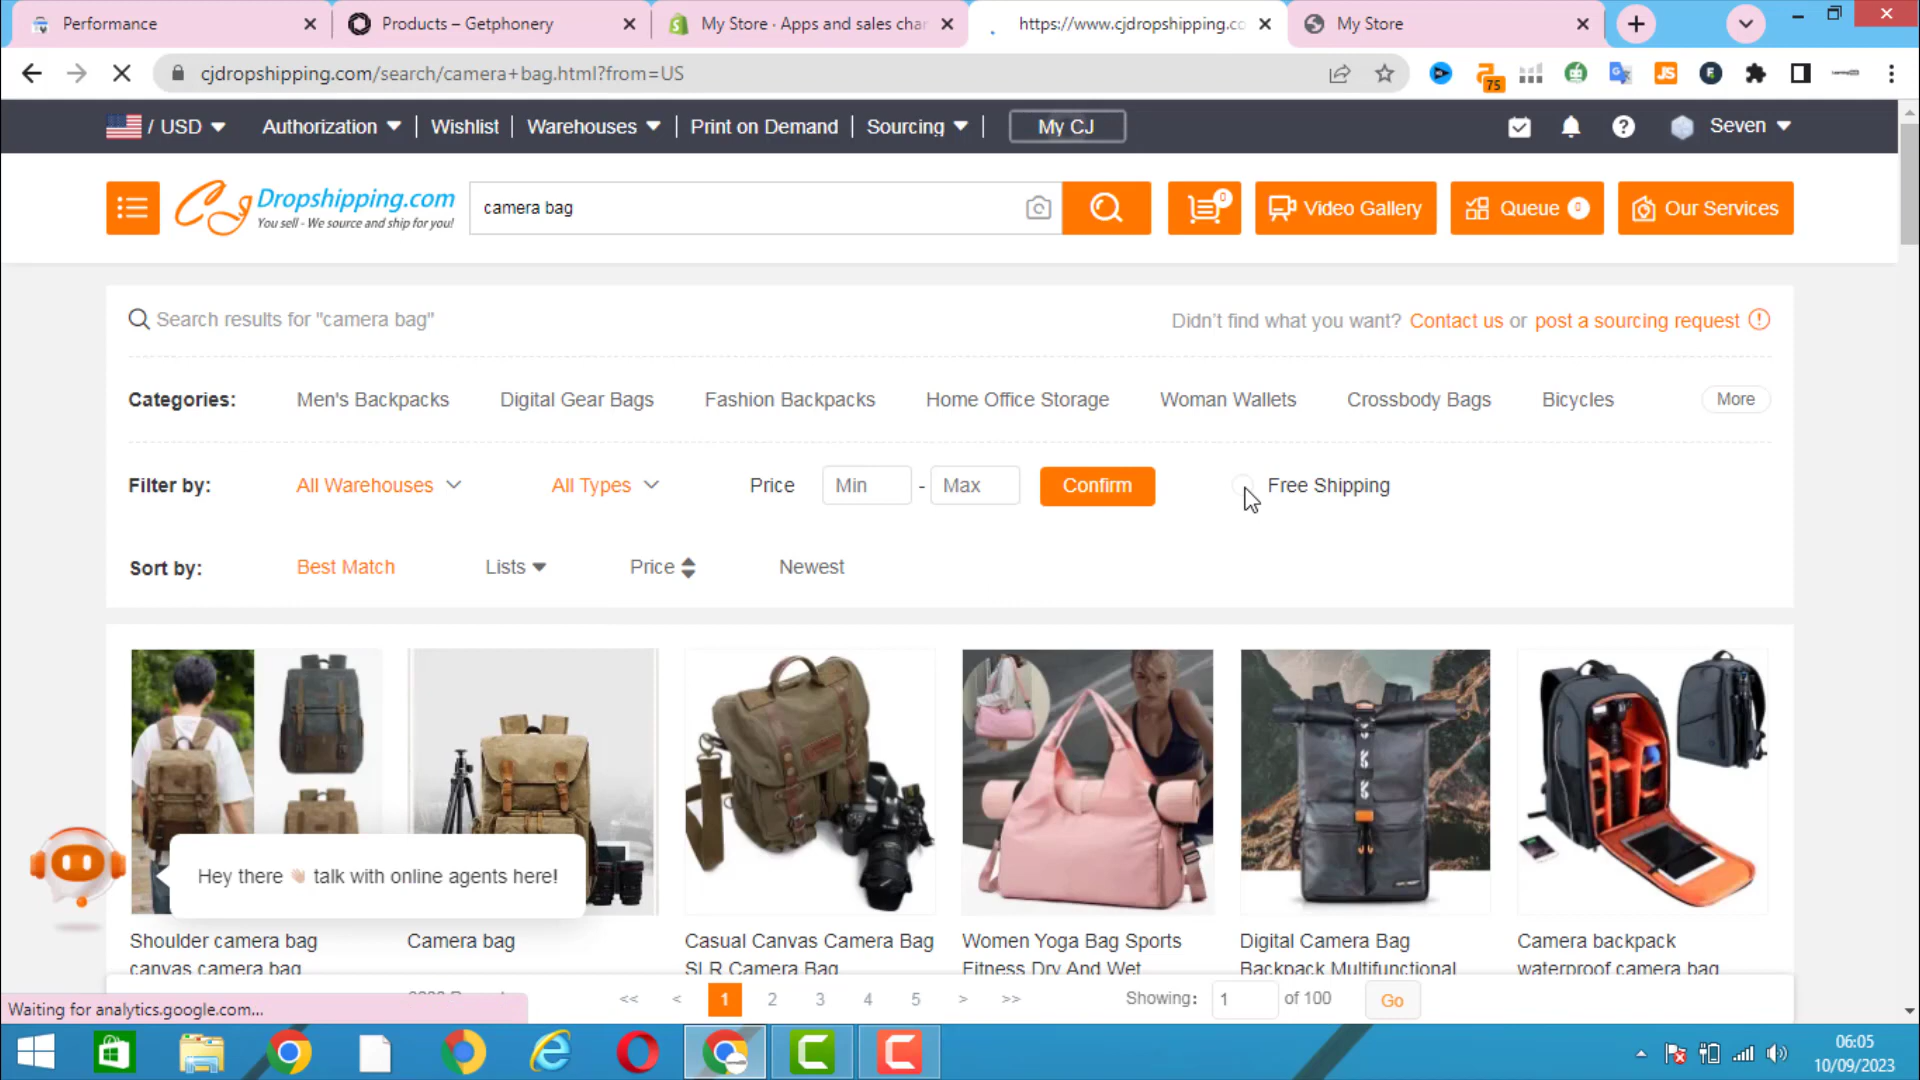 Performance
Products – Getphonery
My Store · Apps and sales char
https://www.cjdropshipping.co
My Store
cjdropshipping.com/search/camera+bag.html?from=US
75
/ USD
Authorization
Wishlist
Warehouses
Print on Demand
Sourcing
My CJ
Seven
CJ Dropshipping.com
You sell - We source and ship for you!
camera bag
0
Video Gallery
Queue 0
Our Services
Search results for "camera bag"
Didn't find what you want? Contact us or post a sourcing request
Categories:
Men's Backpacks
Digital Gear Bags
Fashion Backpacks
Home Office Storage
Woman Wallets
Crossbody Bags
Bicycles
More
Filter by:
All Warehouses
All Types
Price
Min
-
Max
Confirm
Free Shipping
Sort by:
Best Match
Lists
Price
Newest
Hey there 👋🏻 talk with online agents here!
Shoulder camera bag
canvas camera bag
Camera bag
Casual Canvas Camera Bag
SLR Camera Bag
Women Yoga Bag Sports
Fitness Dry And Wet
Digital Camera Bag
Backpack Multifunctional
Camera backpack
waterproof camera bag
<< < 1 2 3 4 5 > >>
Showing: 1 of 100 Go
Waiting for analytics.google.com...
06:05
10/09/2023